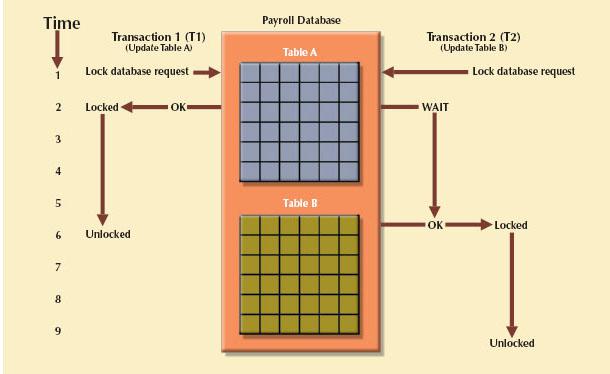 Time
Payroll Database
Transaction 1 (T1)
(Update Table A)
Transaction 2 (T2)
(Update Table B)
Table A
1
Lock database request
Lock database request
2
Locked
OK
WAIT
3
4
5
Table B
OK
Locked
6
Unlocked
7
8
9
Unlocked